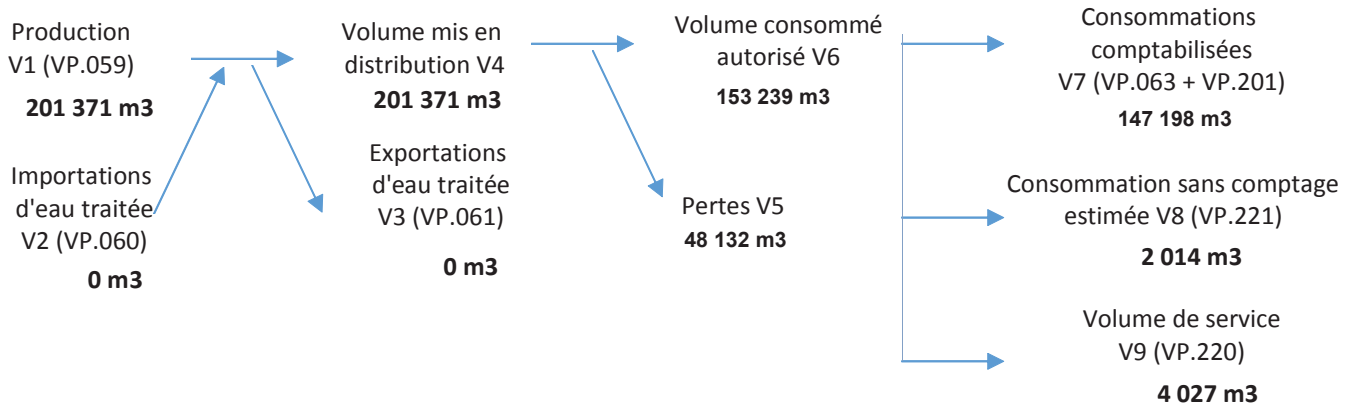 Production
V1 (VP.059)
201 371 m3
Importations
d'eau traitée
V2 (VP.060)
0 m3
Volume mis en
distribution V4
201 371 m3
Exportations
d'eau traitée
V3 (VP.061)
0 m3
Volume consommé
autorisé V6
153 239 m3
Pertes V5
48 132 m3
Consommations
comptabilisées
V7 (VP.063 + VP.201)
147 198 m3
Consommation sans comptage
estimée V8 (VP.221)
2 014 m3
Volume de service
V9 (VP.220)
4 027 m3